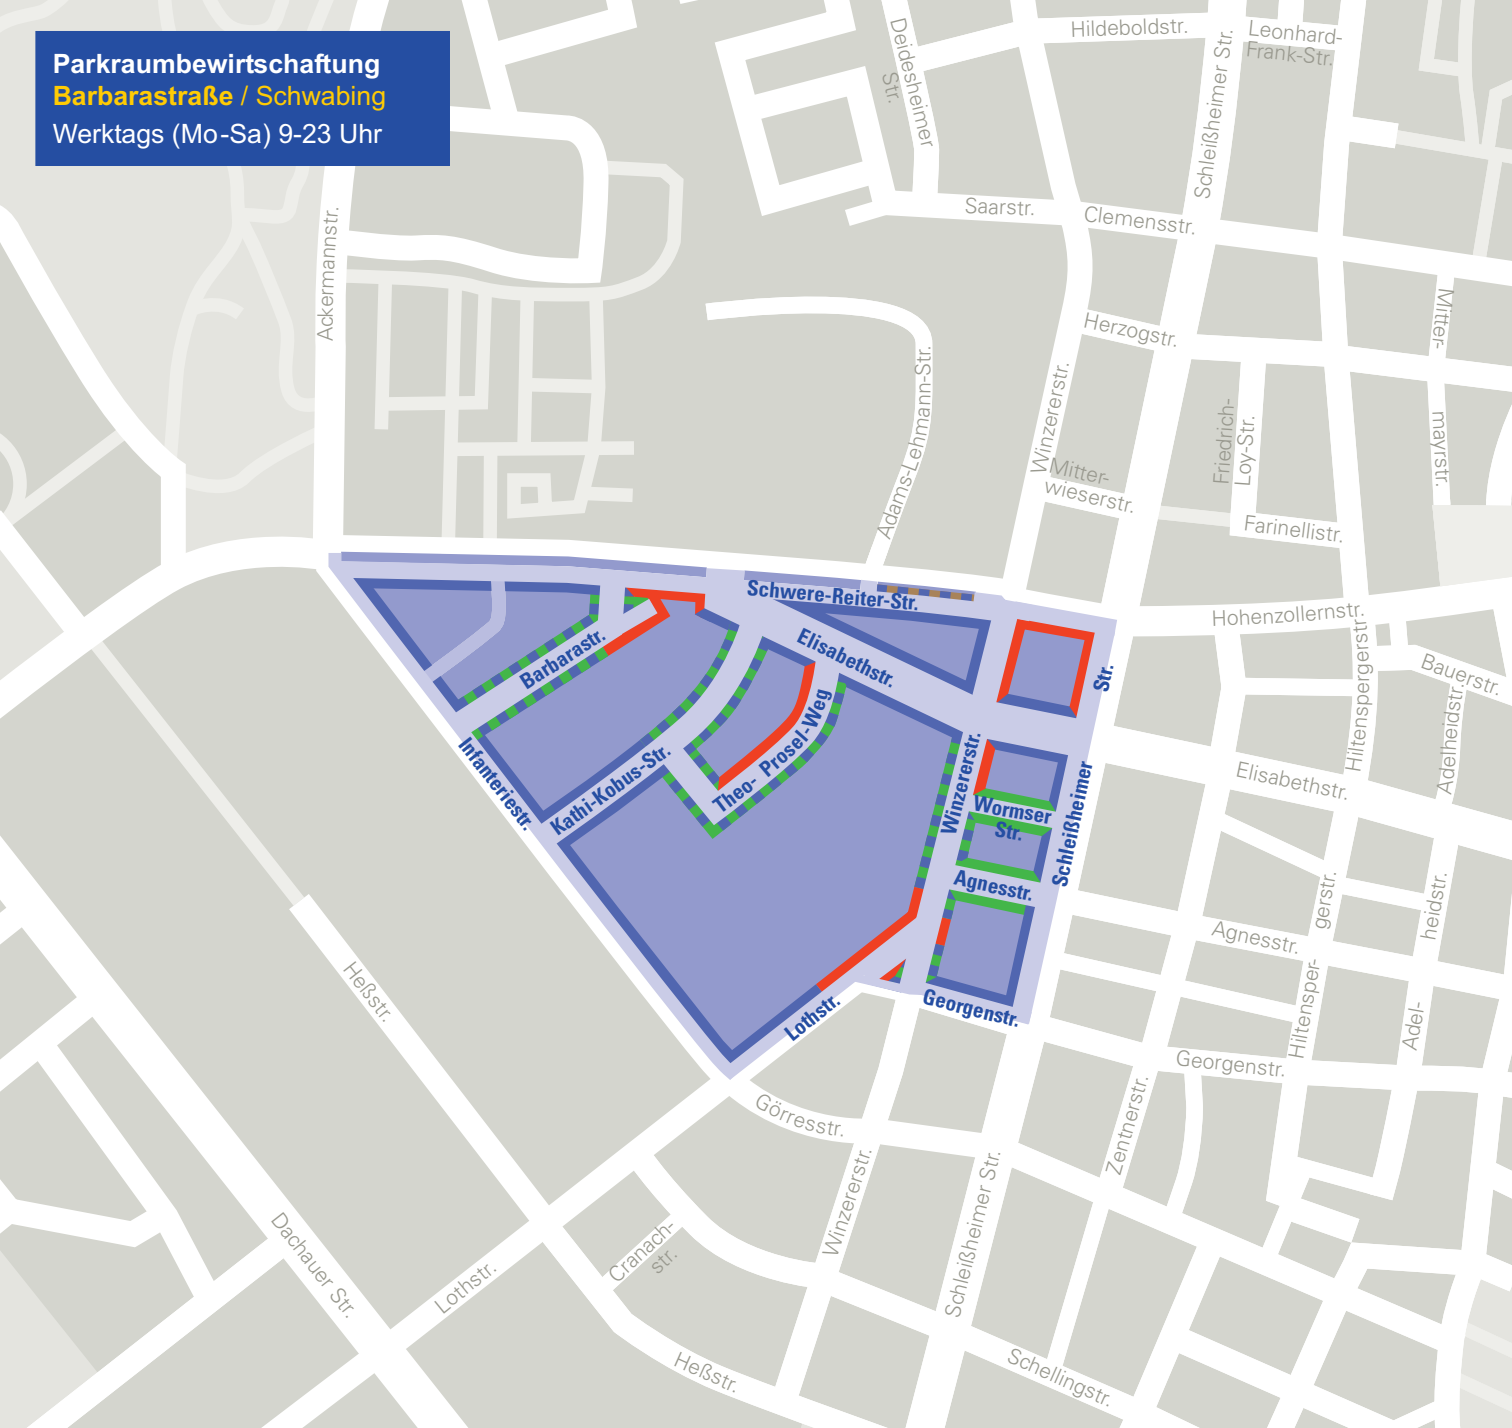 Parkraumbewirtschaftung
Barbarastraße / Schwabing
Werktags (Mo-Sa) 9-23 Uhr
Deidesheimer
Str.
Hildeboldstr.
Schleißheimer Str.
Leonhard-
Frank-Str.
Saarstr.
Clemensstr.
Ackermannstr.
Herzogstr.
Mitter-
mayrstr.
Adams-Lehmann-Str.
Winzererstr.
Friedrich-
Loy-Str.
Mitter-
wieserstr.
Farinellistr.
Schwere-Reiter-Str.
Hohenzollernstr.
Elisabethstr.
Barbarastr.
Str.
Hiltenspergerstr.
Bauerstr.
Adelheidstr.
Infanteriestr.
Kathi-Kobus-Str.
Theo-
Prosel-Weg
Winzererstr.
Wormser
Str.
Schleißheimer
Elisabethstr.
Agnesstr.
Agnesstr.
Hiltensper-
gerstr.
Adel-
heidstr.
Heßstr.
Lothstr.
Georgenstr.
Georgenstr.
Görresstr.
Zentnerstr.
Winzererstr.
Schleißheimer Str.
Cranach-
str.
Dachauer Str.
Lothstr.
Heßstr.
Schellingstr.